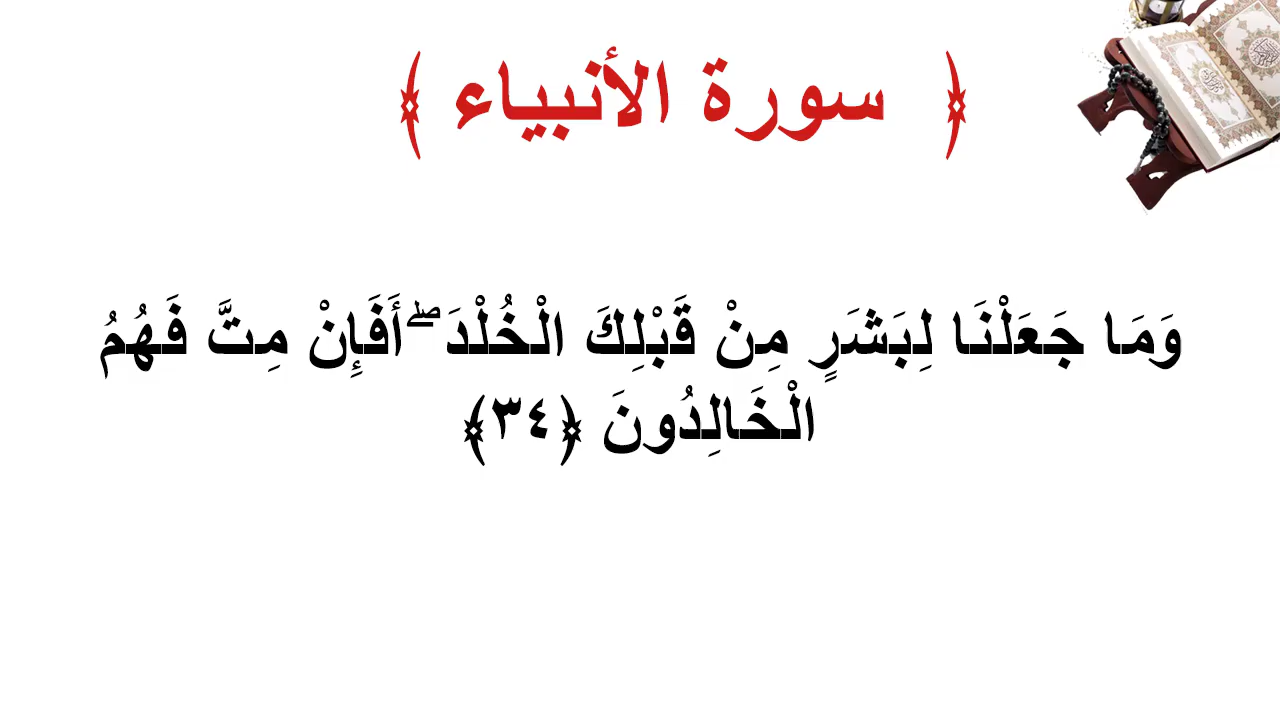 ﴿ سورة الأنبياء ﴾
وَمَا جَعَلْنَا لِبَشَرٍ مِنْ قَبْلِكَ الْخُلْدَ ۖ أَفَإِنْ مِتَّ فَهُمُ
الْخَالِدُونَ ﴿٣٤﴾